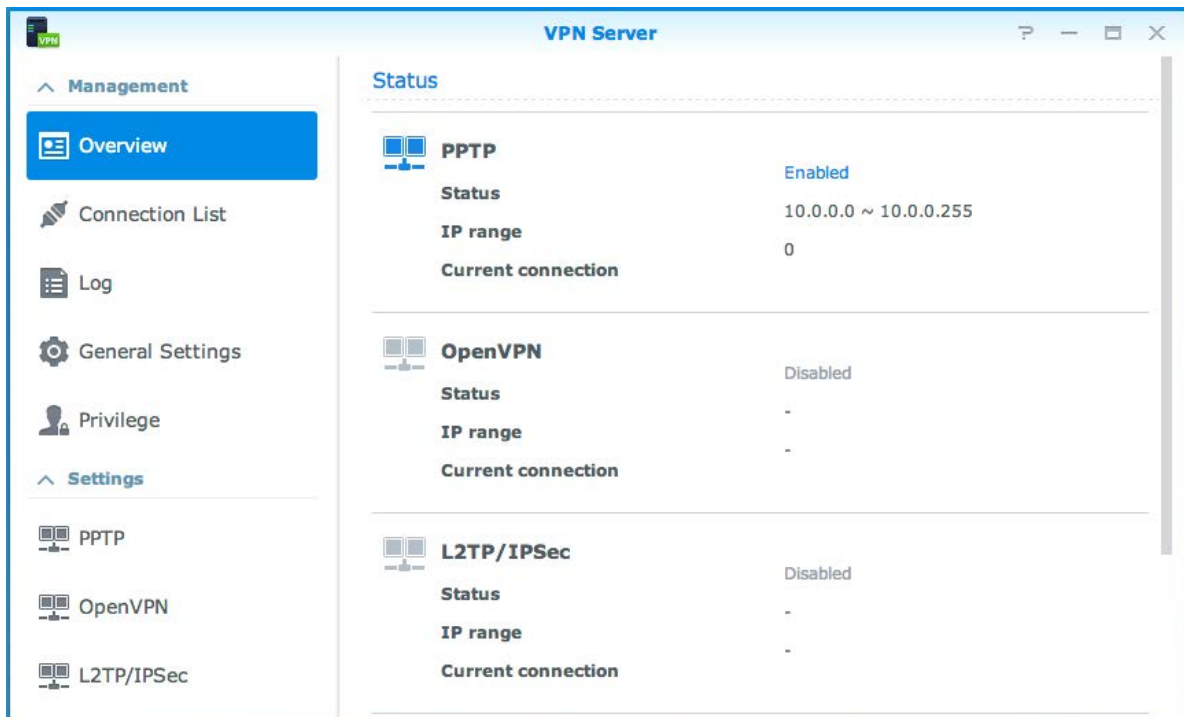 VPN
VPN Server
?
Management
Overview
Connection List
Log
General Settings
Privilege
Settings
PPTP
OpenVPN
L2TP/IPSec
Status
PPTP
Status
Enabled
IP range
10.0.0.0 ~ 10.0.0.255
Current connection
0
OpenVPN
Status
Disabled
IP range
-
Current connection
-
L2TP/IPSec
Status
Disabled
IP range
-
Current connection
-